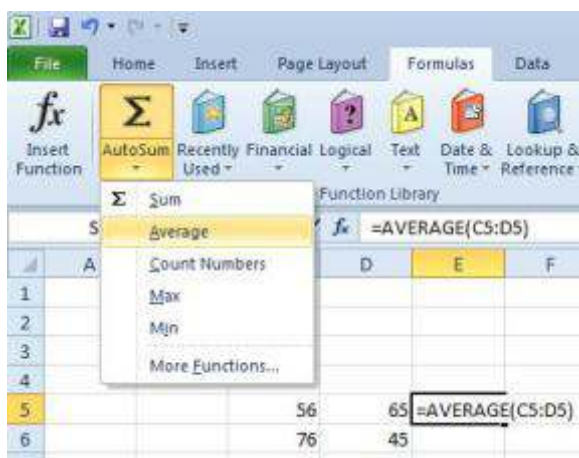 File Home Insert Page Layout Formulas Data
fx Σ ? A
Insert AutoSum Recently Financial Logical Text Date & Lookup &
Function Used Time Reference
Function Library
Σ Sum
S fx =AVERAGE(C5:D5)
Average
A D E F
Count Numbers
1
Max
2
Min
3
More Functions...
4
5 56 65 =AVERAGE(C5:D5)
6 76 45